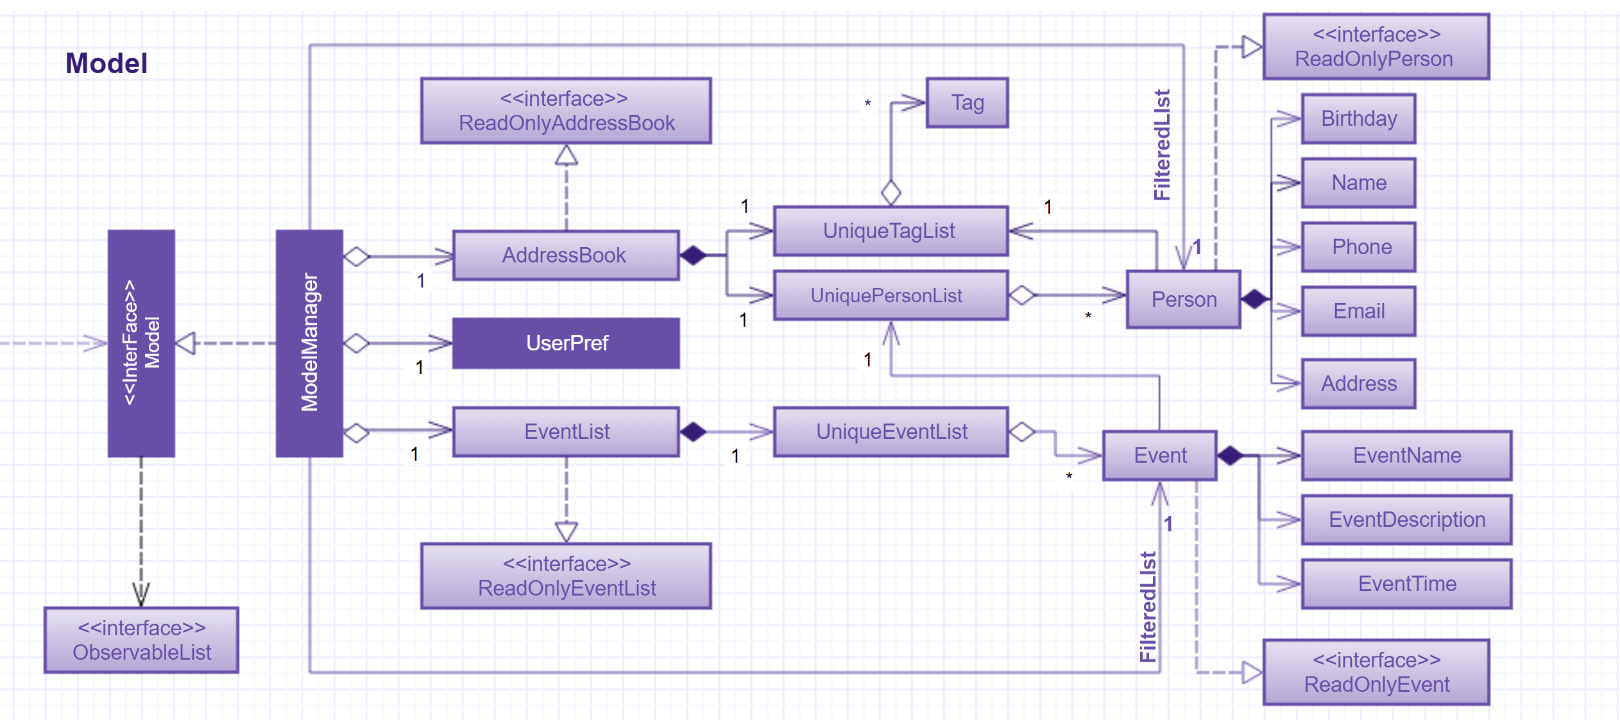 Model
<<interface>>
ReadOnlyPerson
<<interface>>
ReadOnlyAddressBook
*
Tag
FilteredLIst
Birthday
Name
1
UniqueTagList
1
1
Phone
AddressBook
1
UniquePersonList
1
*
Person
Email
<<InterFace>>
Model
ModelManager
UserPref
1
1
Address
EventList
1
UniqueEventList
1
*
Event
EventName
1
EventDescription
FilteredLIst
EventTime
<<interface>>
ReadOnlyEventList
<<interface>>
ObservableList
<<interface>>
ReadOnlyEvent